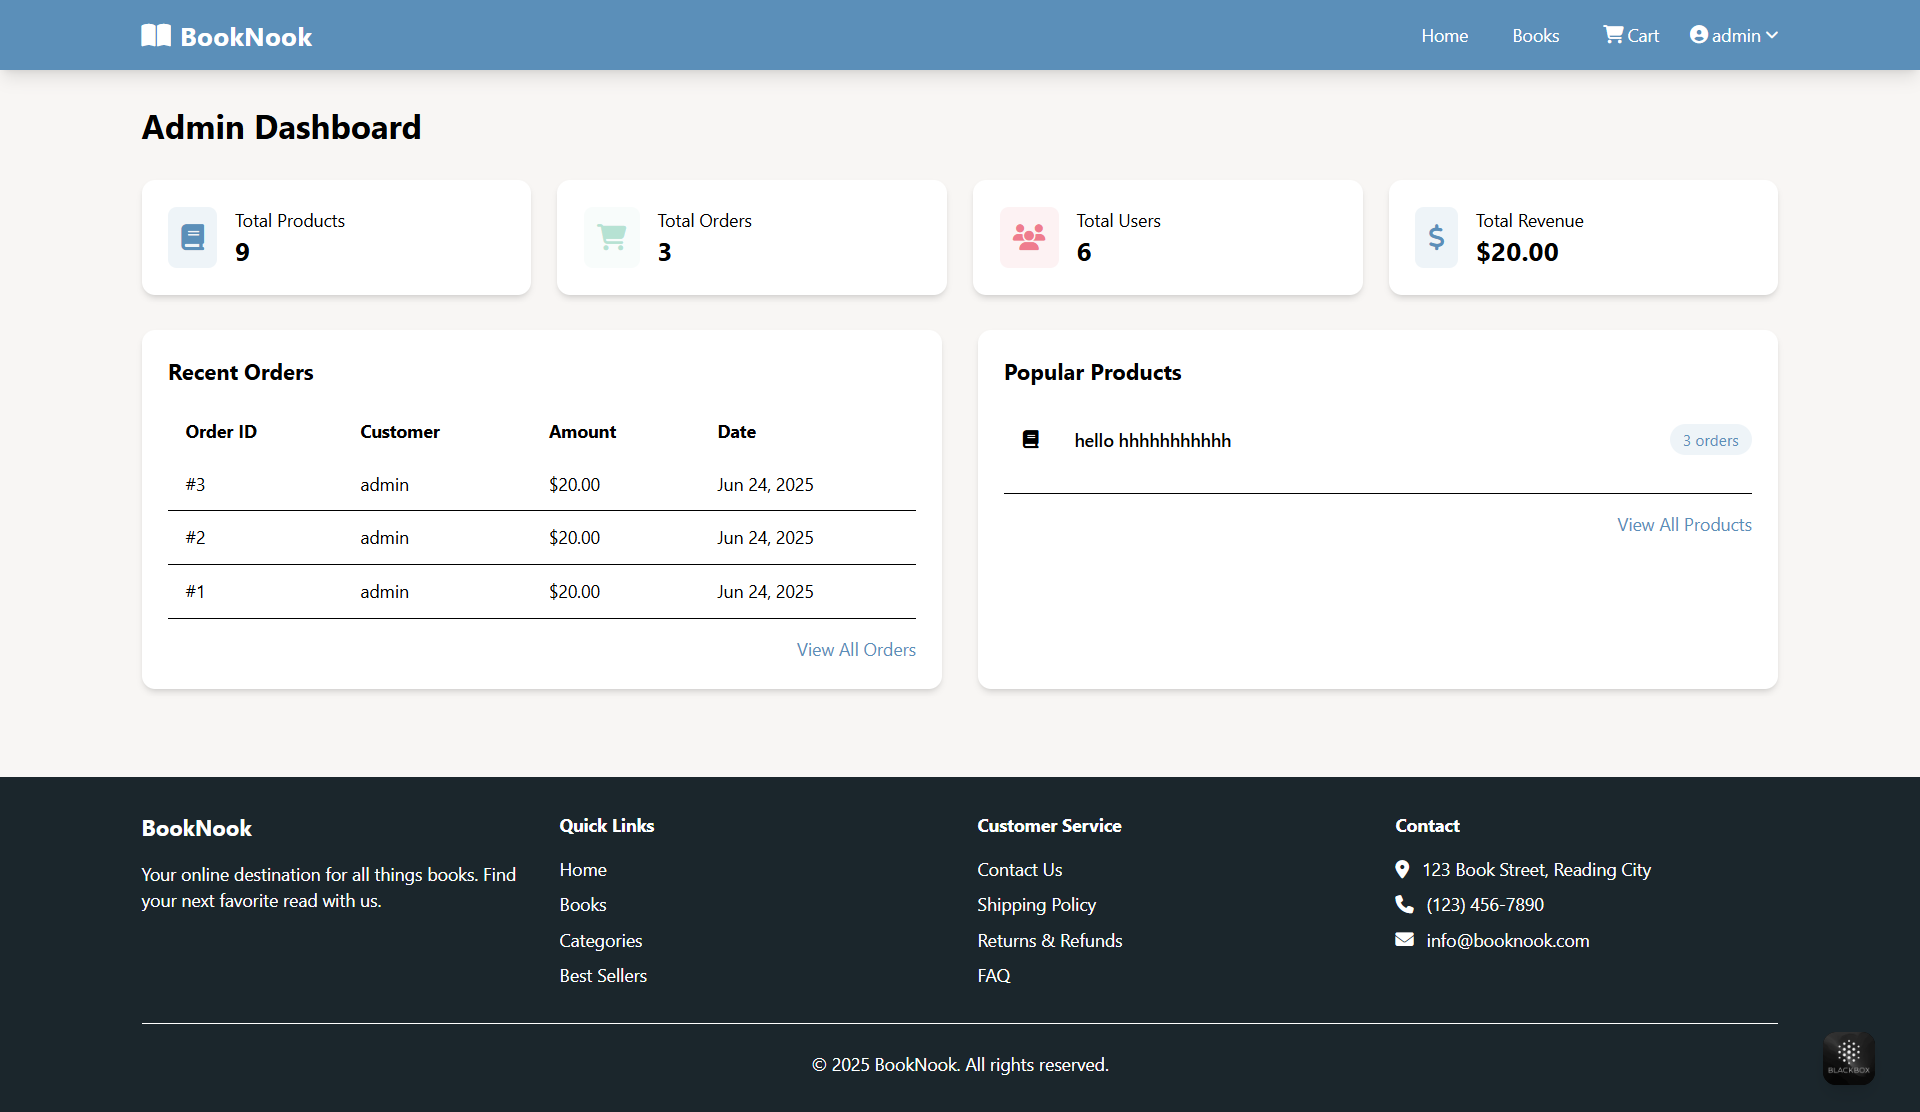 BookNook
Home
Books
Cart
admin
Admin Dashboard
Total Products
9
Total Orders
3
Total Users
6
Total Revenue
$20.00
Recent Orders
Order ID Customer Amount Date
#3 admin $20.00 Jun 24, 2025
#2 admin $20.00 Jun 24, 2025
#1 admin $20.00 Jun 24, 2025
View All Orders
Popular Products
hello hhhhhhhhhhh
3 orders
View All Products
BookNook
Your online destination for all things books. Find
your next favorite read with us.
Quick Links
Home
Books
Categories
Best Sellers
Customer Service
Contact Us
Shipping Policy
Returns & Refunds
FAQ
Contact
123 Book Street, Reading City
(123) 456-7890
info@booknook.com
© 2025 BookNook. All rights reserved.
BLACKBOX